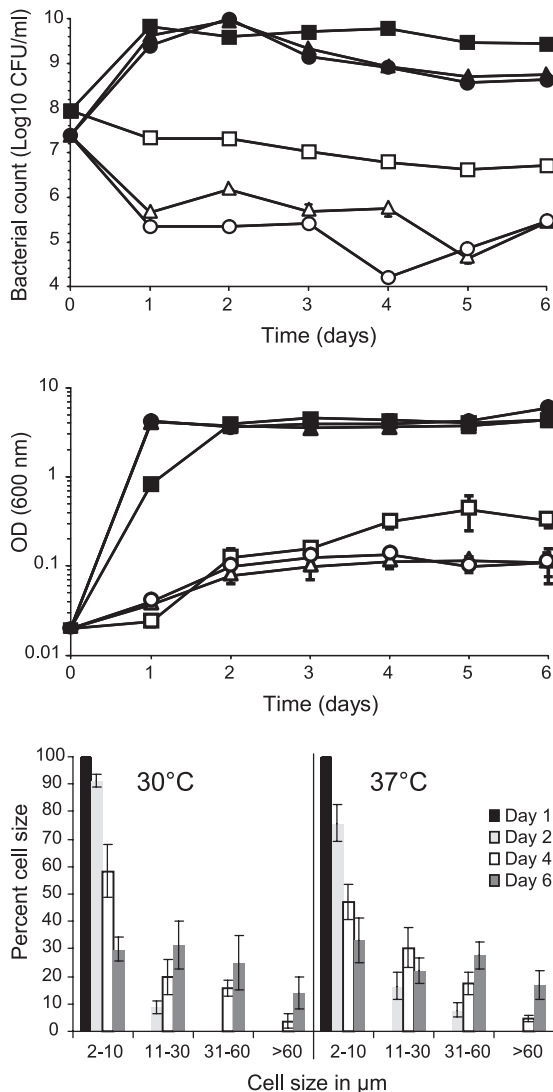 Bacterial count (Log10 CFU/ml)
10
9
8
7
6
5
4
0 1 2 3 4 5 6
Time (days)
OD (600 nm)
10
1
0.1
0.01
0 1 2 3 4 5 6
Time (days)
Percent cell size
100
90
80
70
60
50
40
30
20
10
0
30°C
37°C
Day 1
Day 2
Day 4
Day 6
2-10 11-30 31-60 >60 2-10 11-30 31-60 >60
Cell size in µm